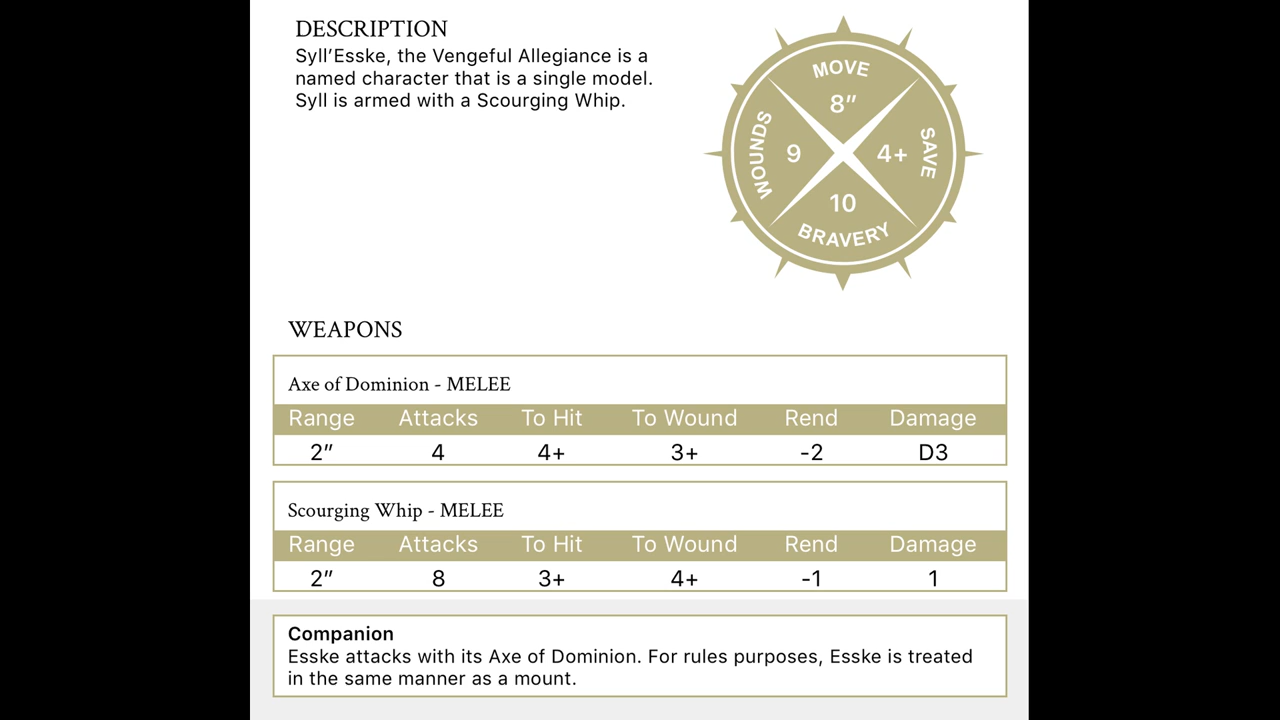 DESCRIPTION
Syll’Esske, the Vengeful Allegiance is a
named character that is a single model.
Syll is armed with a Scourging Whip.
MOVE
8”
WOUNDS
9
4+
SAVE
10
BRAVERY
WEAPONS
Axe of Dominion - MELEE
Range Attacks To Hit To Wound Rend Damage
2” 4 4+ 3+ -2 D3
Scourging Whip - MELEE
Range Attacks To Hit To Wound Rend Damage
2” 8 3+ 4+ -1 1
Companion
Esske attacks with its Axe of Dominion. For rules purposes, Esske is treated
in the same manner as a mount.